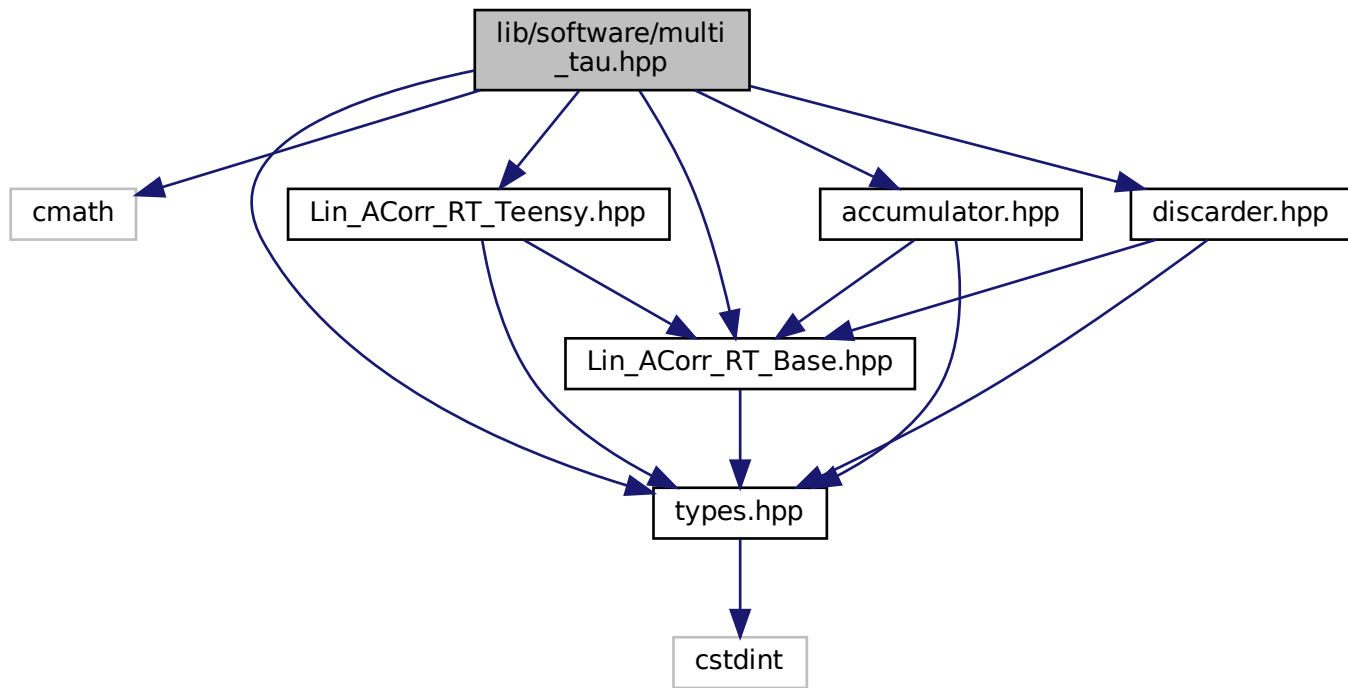 lib/software/multi
_tau.hpp
cmath
Lin_ACorr_RT_Teensy.hpp
accumulator.hpp
discarder.hpp
Lin_ACorr_RT_Base.hpp
types.hpp
cstdint